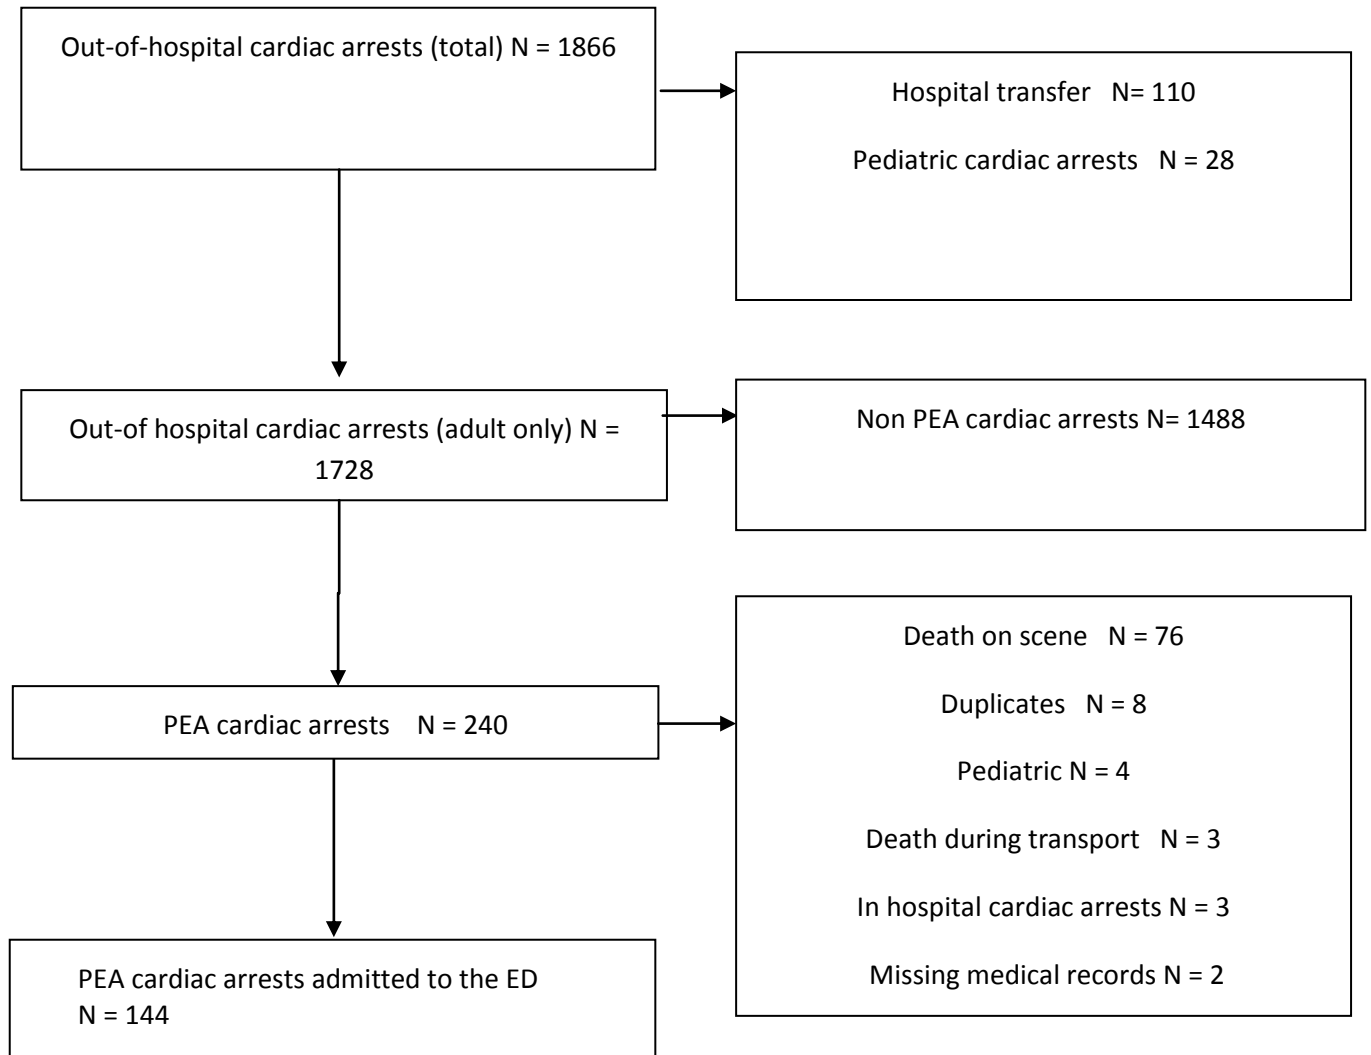 Out-of-hospital cardiac arrests (total) N = 1866
Hospital transfer N= 110
Pediatric cardiac arrests N = 28
Out-of hospital cardiac arrests (adult only) N =
1728
Non PEA cardiac arrests N= 1488
PEA cardiac arrests N = 240
Death on scene N = 76
Duplicates N = 8
Pediatric N = 4
Death during transport N = 3
In hospital cardiac arrests N = 3
Missing medical records N = 2
PEA cardiac arrests admitted to the ED
N = 144